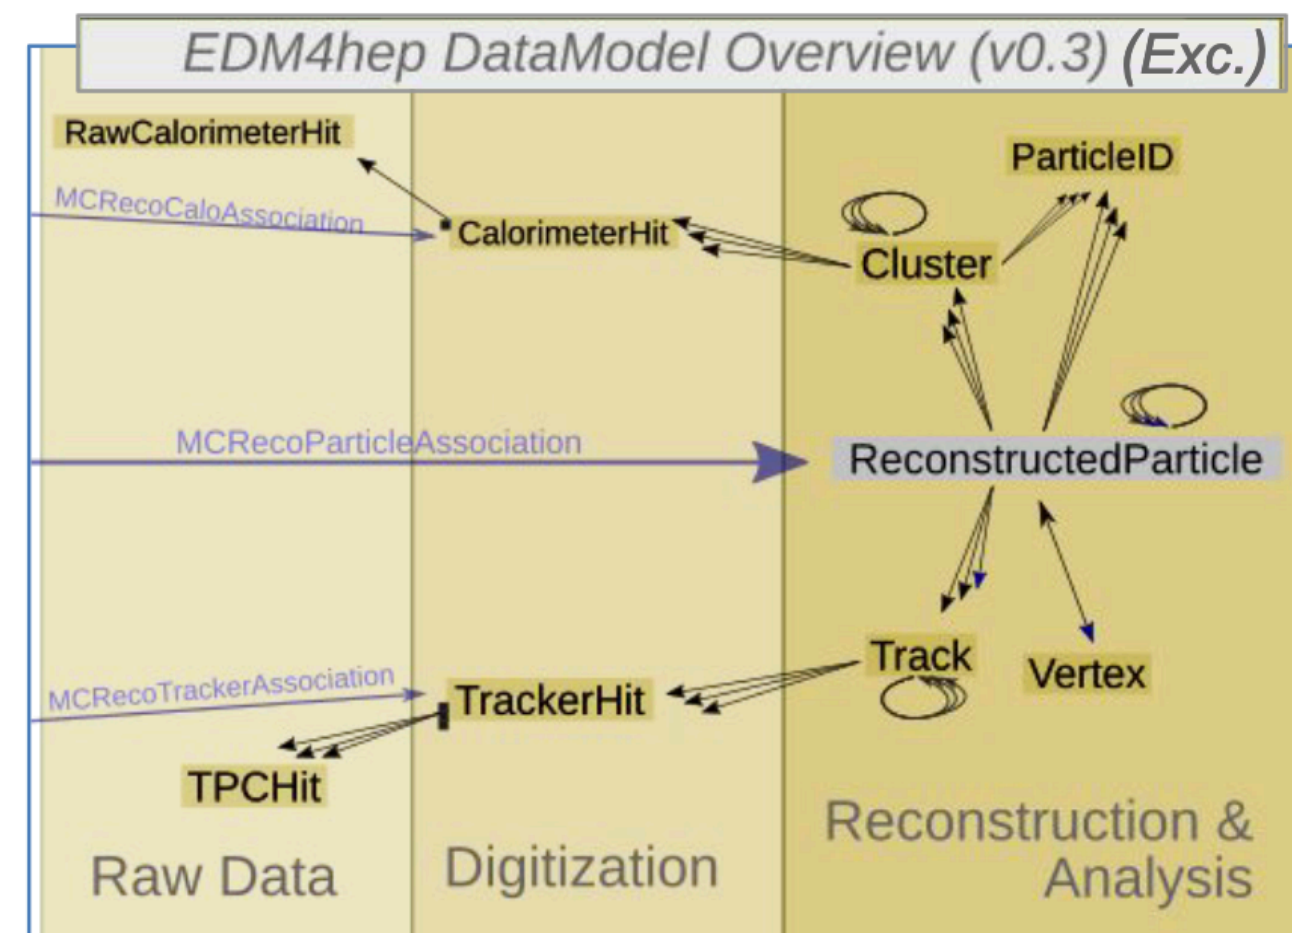 EDM4hep DataModel Overview (v0.3) (Exc.)
RawCalorimeterHit
ParticleID
MCRecoCaloAssociation
CalorimeterHit
Cluster
MCRecoParticleAssociation
ReconstructedParticle
MCRecoTrackerAssociation
TrackerHit
Track
Vertex
TPCHit
Raw Data
Digitization
Reconstruction &
Analysis